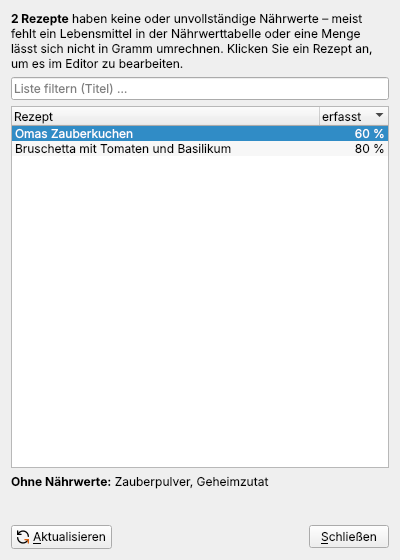 2 Rezepte haben keine oder unvollständige Nährwerte – meist
fehlt ein Lebensmittel in der Nährwerttabelle oder eine Menge
lässt sich nicht in Gramm umrechnen. Klicken Sie ein Rezept an,
um es im Editor zu bearbeiten.
Liste filtern (Titel) ...
Rezept erfasst
Omas Zauberkuchen 60 %
Bruschetta mit Tomaten und Basilikum 80 %
Ohne Nährwerte: Zauberpulver, Geheimzutat
Aktualisieren Schließen